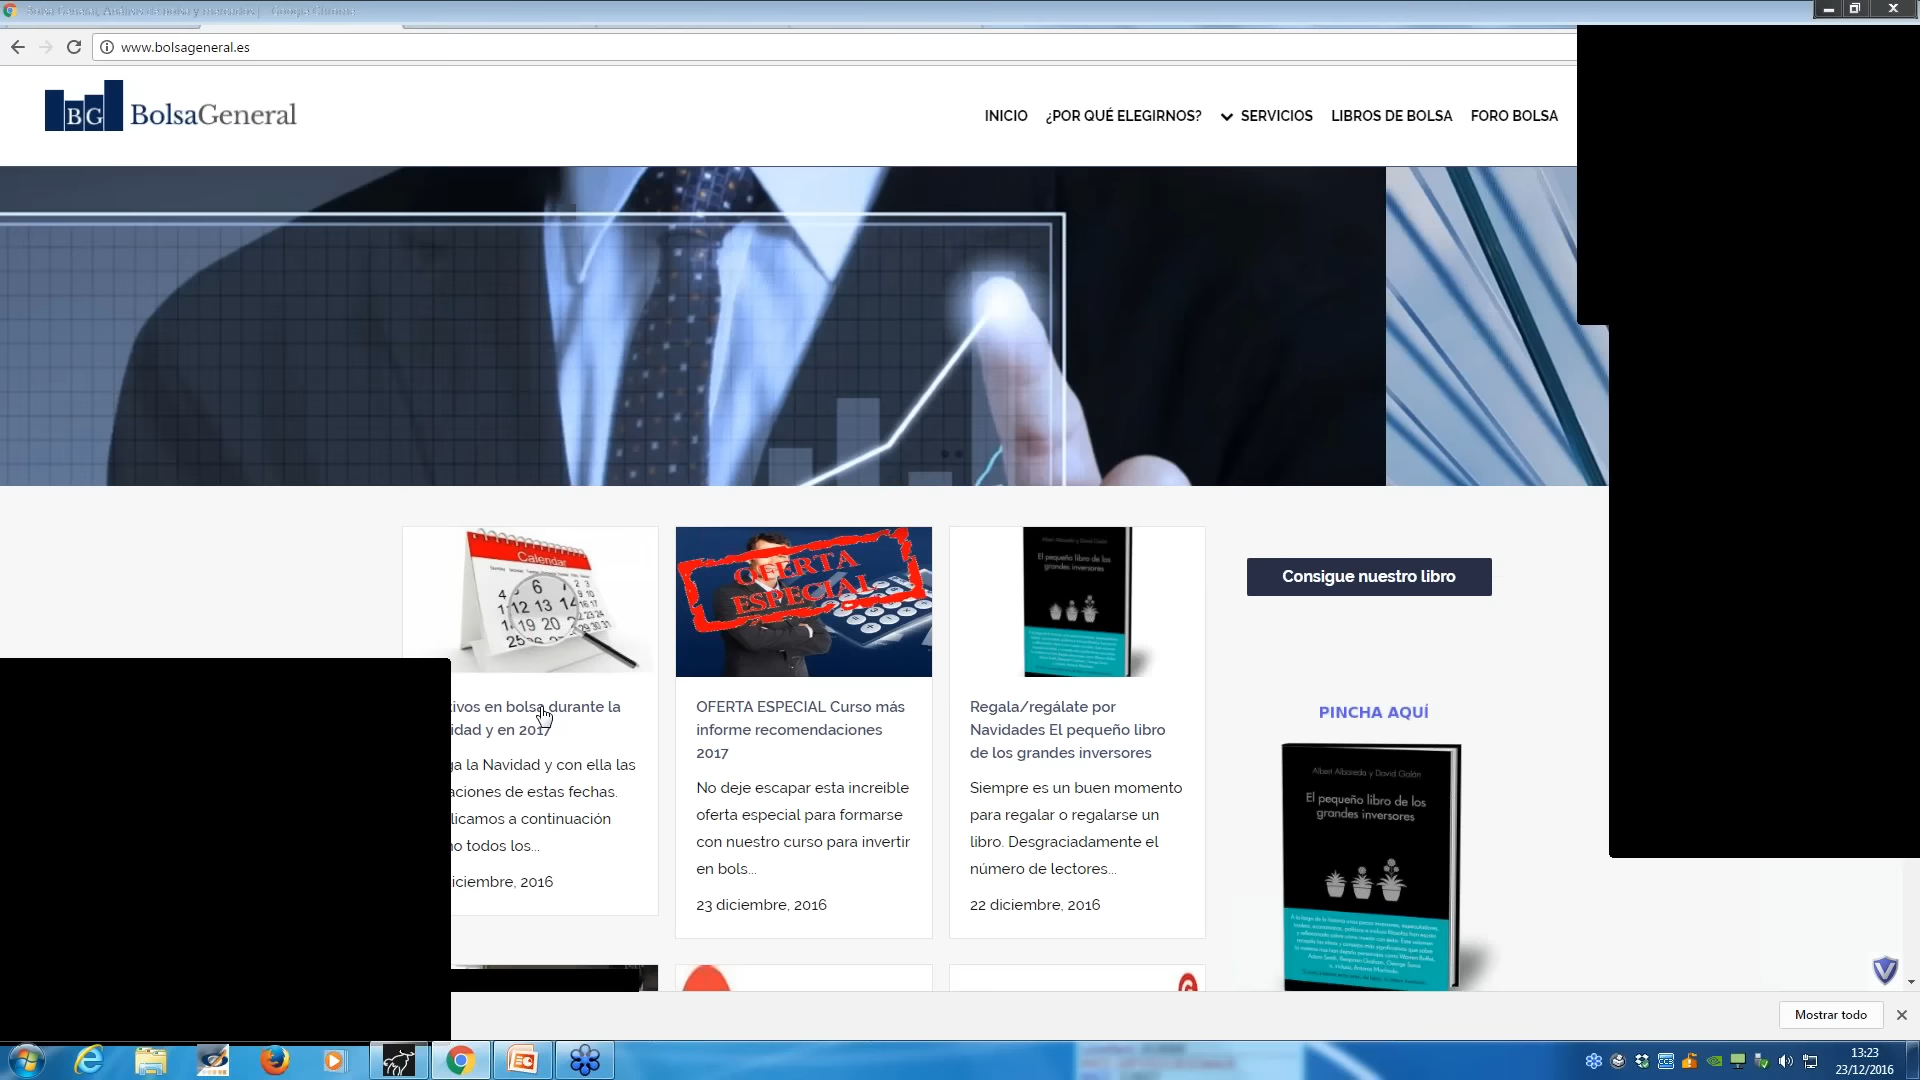 www.bolsageneral.es
BG BolsaGeneral
INICIO ¿POR QUÉ ELEGIRNOS? SERVICIOS LIBROS DE BOLSA FORO BOLSA
Calendar
OFERTA
ESPECIAL
Albert Albareda y David Galán
El pequeño libro de los
grandes inversores
Consigue nuestro libro
en bolsa durante la
y en 2017
la Navidad y con ella las
de estas fechas.
a continuación
todos los...
2016
OFERTA ESPECIAL Curso más
informe recomendaciones
2017
No deje escapar esta increible
oferta especial para formarse
con nuestro curso para invertir
en bols...
23 diciembre, 2016
Regala/regálate por
Navidades El pequeño libro
de los grandes inversores
Siempre es un buen momento
para regalar o regalarse un
libro. Desgraciadamente el
número de lectores...
22 diciembre, 2016
PINCHA AQUÍ
Albert Albareda y David Galán
El pequeño libro de los
grandes inversores
Mostrar todo
13:23
23/12/2016